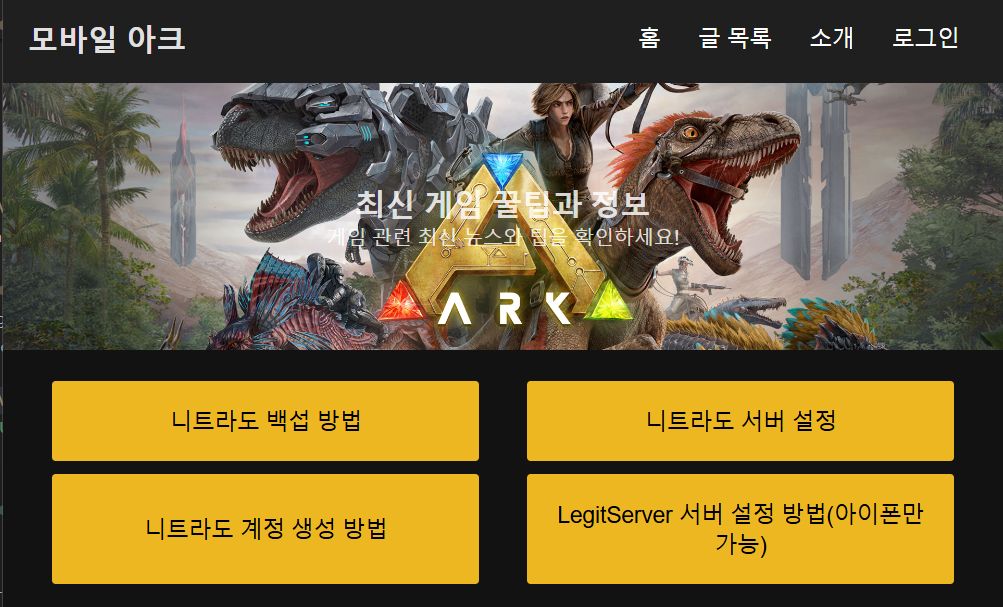 모바일 아크
홈 글 목록 소개 로그인
최신 게임 꿀팁과 정보
게임 관련 최신 뉴스와 팁을 확인하세요!
ARK
니트라도 백섭 방법
니트라도 서버 설정
니트라도 계정 생성 방법
LegitServer 서버 설정 방법(아이폰만
가능)